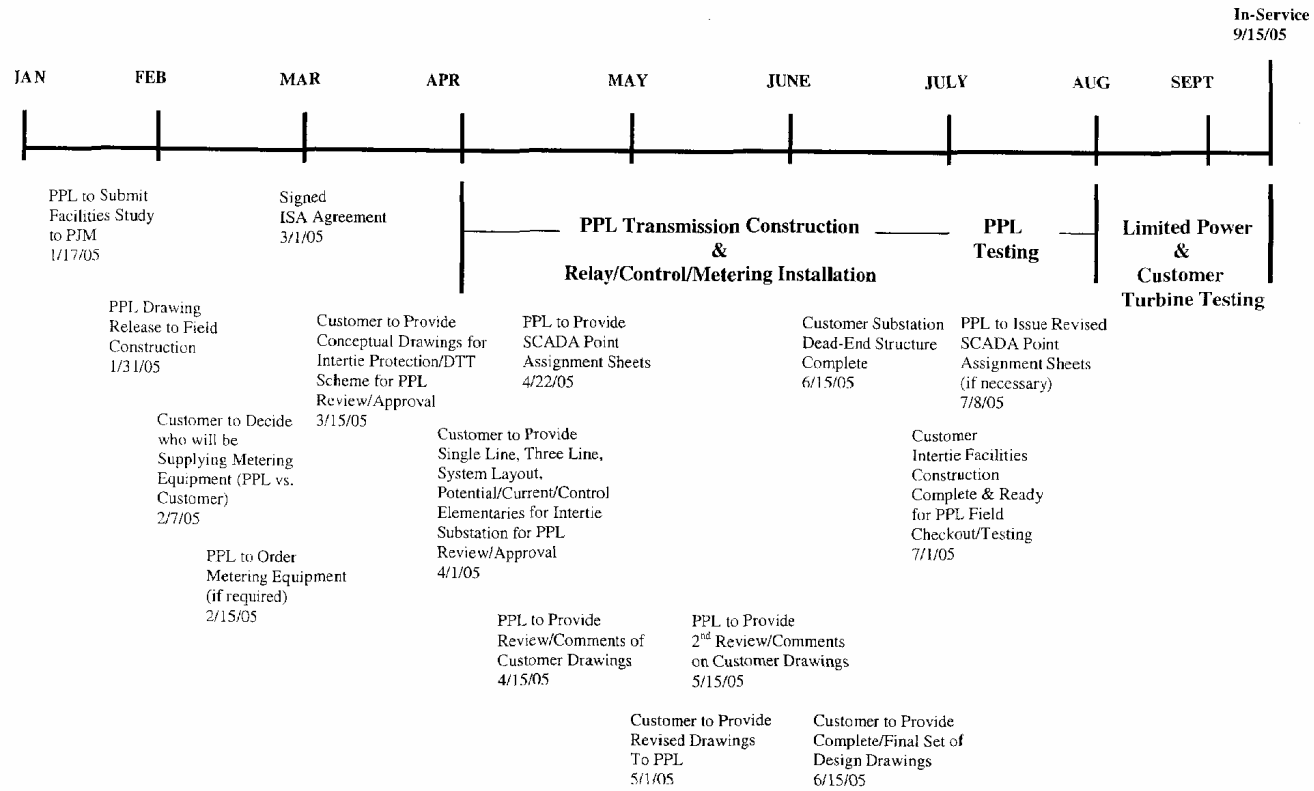 In-Service
9/15/05
JAN
FEB
MAR
APR
MAY
JUNE
JULY
AUG
SEPT
PPL to Submit
Facilities Study
to PJM
1/17/05
Signed
ISA Agreement
3/1/05
PPL Transmission Construction
&
Relay/Control/Metering Installation
PPL
Testing
Limited Power
&
Customer
Turbine Testing
PPL Drawing
Release to Field
Construction
1/31/05
Customer to Provide
Conceptual Drawings for
Intertie Protection/DTT
Scheme for PPL
Review/Approval
3/15/05
PPL to Provide
SCADA Point
Assignment Sheets
4/22/05
Customer Substation
Dead-End Structure
Complete
6/15/05
PPL to Issue Revised
SCADA Point
Assignment Sheets
(if necessary)
7/8/05
Customer to Decide
who will be
Supplying Metering
Equipment (PPL vs.
Customer)
2/7/05
Customer to Provide
Single Line, Three Line,
System Layout,
Potential/Current/Control
Elementaries for Intertie
Substation for PPL
Review/Approval
4/1/05
Customer
Intertie Facilities
Construction
Complete & Ready
for PPL Field
Checkout/Testing
7/1/05
PPL to Order
Metering Equipment
(if required)
2/15/05
PPL to Provide
Review/Comments of
Customer Drawings
4/15/05
PPL to Provide
2nd Review/Comments
on Customer Drawings
5/15/05
Customer to Provide
Revised Drawings
To PPL
5/1/05
Customer to Provide
Complete/Final Set of
Design Drawings
6/15/05